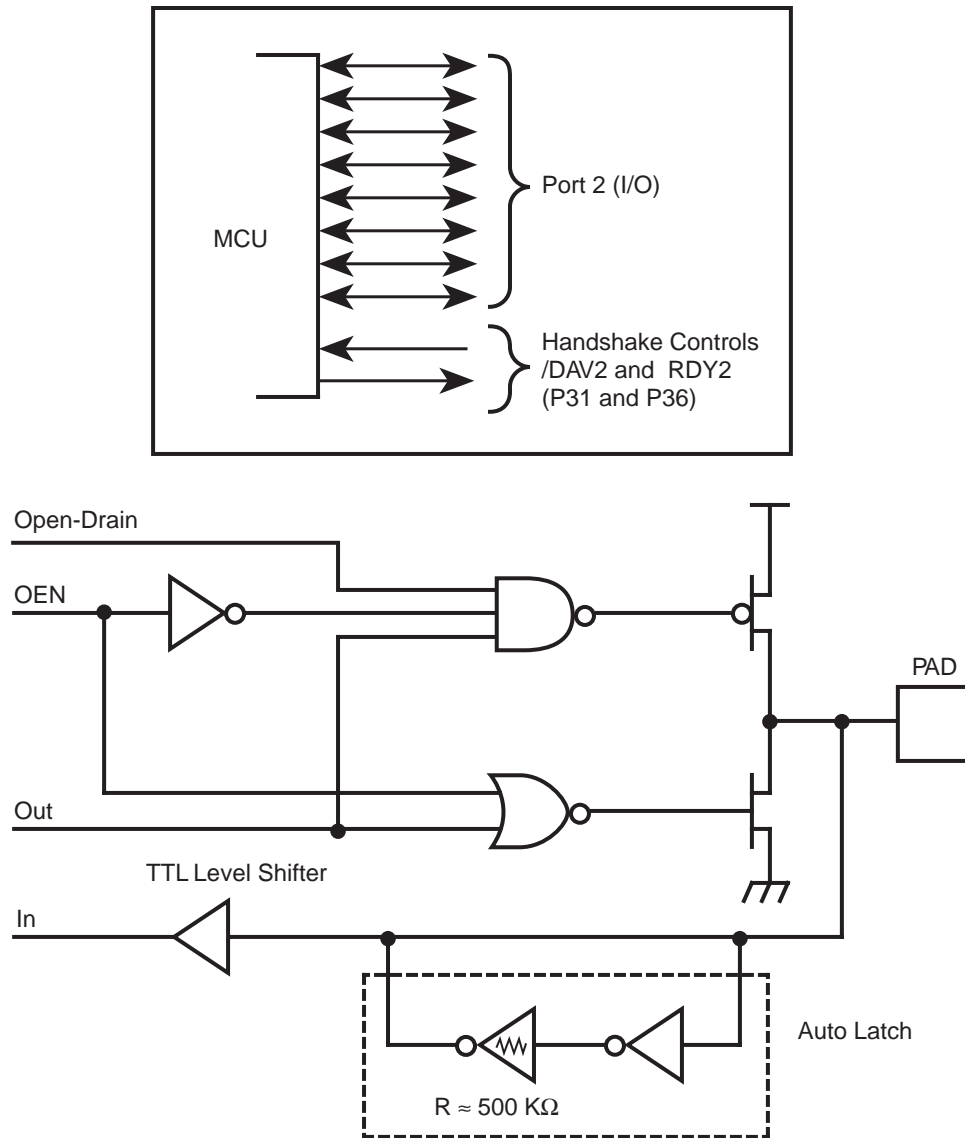 MCU
Port 2 (I/O)
Handshake Controls
/DAV2 and RDY2
(P31 and P36)
Open-Drain
OEN
PAD
Out
TTL Level Shifter
In
Auto Latch
R ≈ 500 KΩ